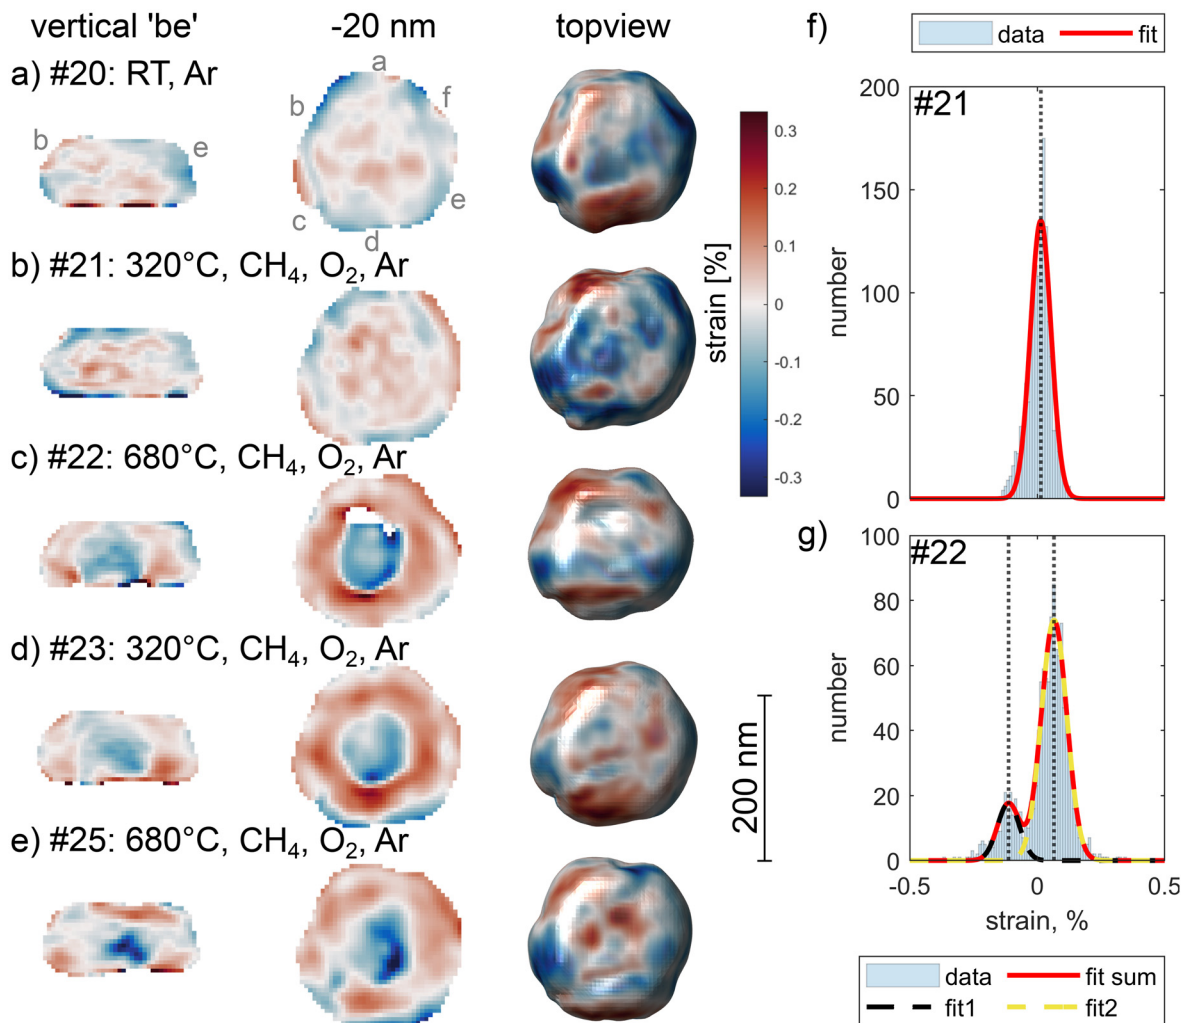 vertical 'be' -20 nm topview
a) #20: RT, Ar
a
b
f
b
e
e
c
d
b) #21: 320°C, CH₄, O₂, Ar
c) #22: 680°C, CH₄, O₂, Ar
d) #23: 320°C, CH₄, O₂, Ar
e) #25: 680°C, CH₄, O₂, Ar
strain [%]
0.3
0.2
0.1
0
-0.1
-0.2
-0.3
200 nm
f)
data fit
#21
number
200
150
100
50
0
g)
#22
number
100
80
60
40
20
0
-0.5 0 0.5
strain, %
data fit sum
fit1 fit2